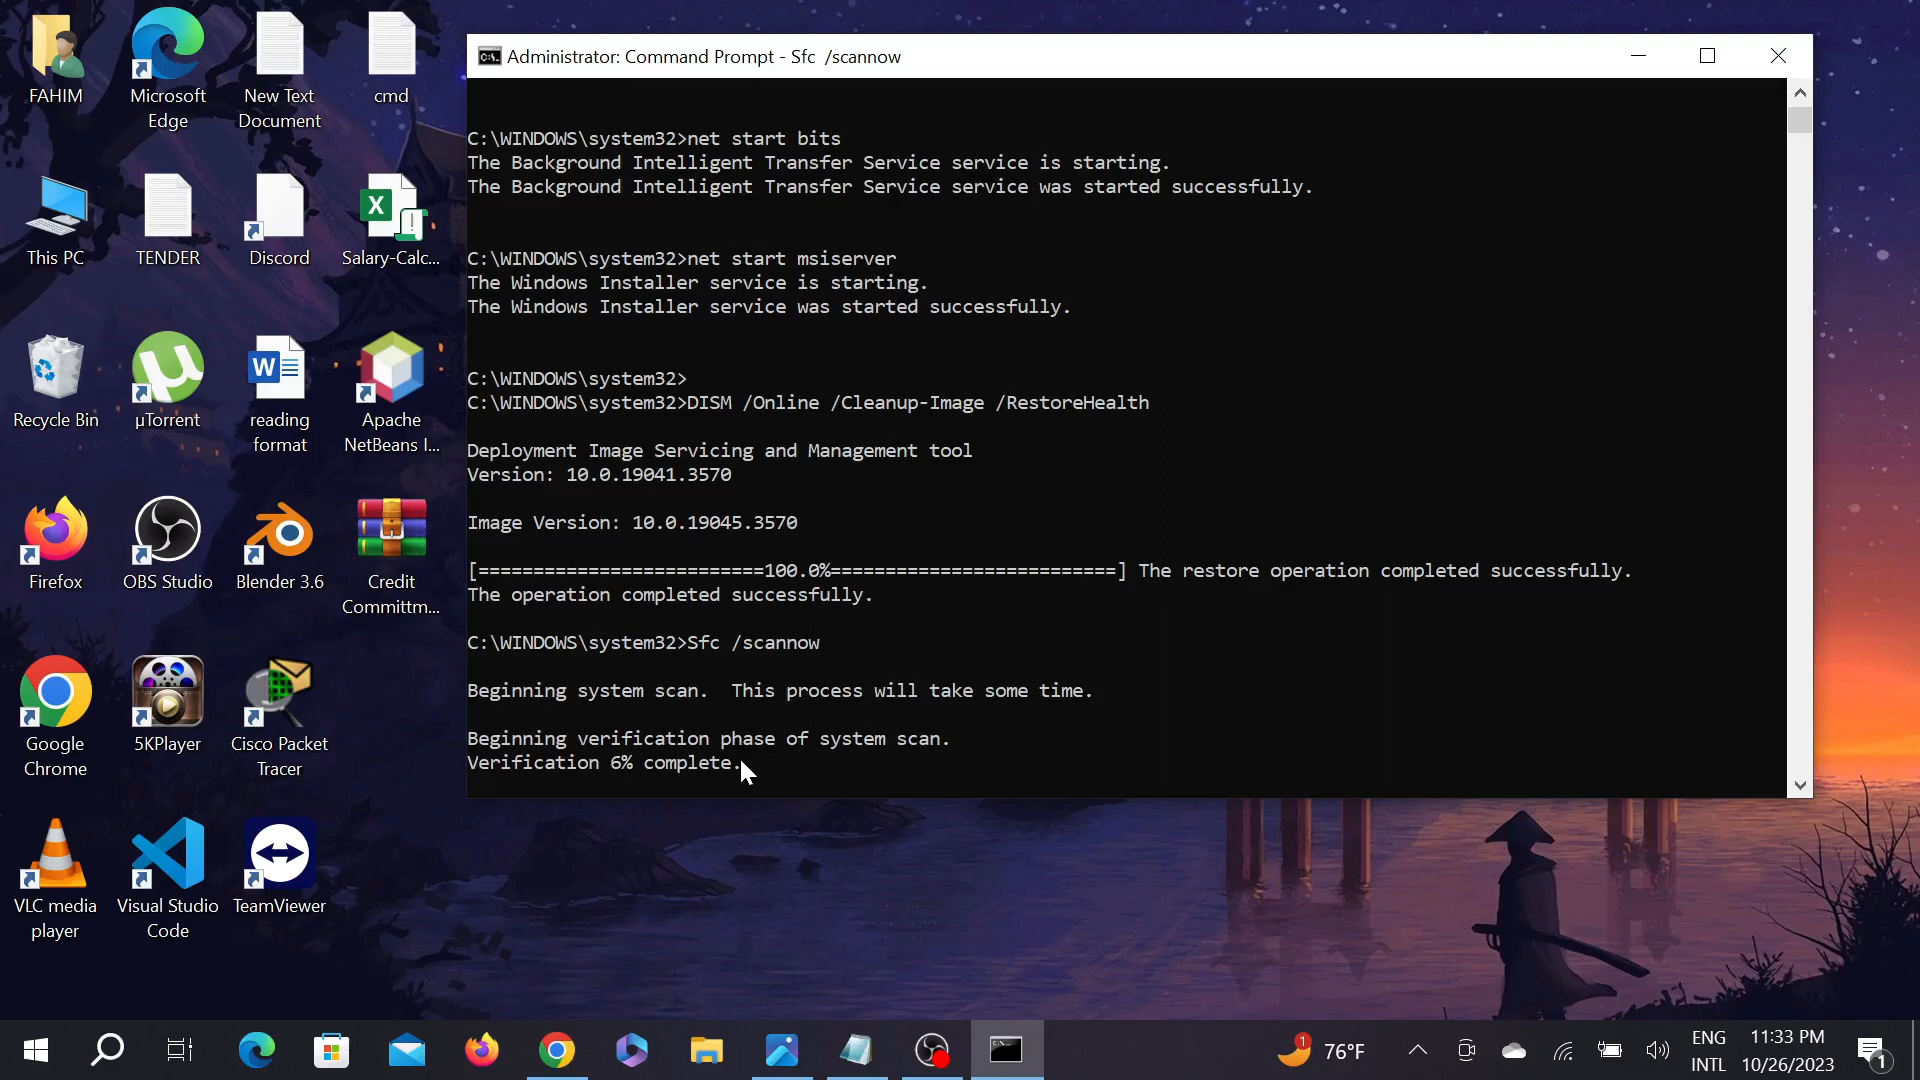 FAHIM
Microsoft
Edge
New Text
Document
cmd
This PC
TENDER
Discord
X
Salary-Calc...
Recycle Bin
µ
µTorrent
W
reading
format
Apache
NetBeans I...
Firefox
OBS Studio
Blender 3.6
Credit
Committm...
Google
Chrome
5KPlayer
Cisco Packet
Tracer
VLC media
player
Visual Studio
Code
TeamViewer
C:\. Administrator: Command Prompt - Sfc  /scannow
C:\WINDOWS\system32>net start bits
The Background Intelligent Transfer Service service is starting.
The Background Intelligent Transfer Service service was started successfully.
C:\WINDOWS\system32>net start msiserver
The Windows Installer service is starting.
The Windows Installer service was started successfully.
C:\WINDOWS\system32>
C:\WINDOWS\system32>DISM /Online /Cleanup-Image /RestoreHealth
Deployment Image Servicing and Management tool
Version: 10.0.19041.3570
Image Version: 10.0.19045.3570
[==========================100.0%==========================] The restore operation completed successfully.
The operation completed successfully.
C:\WINDOWS\system32>Sfc /scannow
Beginning system scan.  This process will take some time.
Beginning verification phase of system scan.
Verification 6% complete.
1
76°F
ENG
INTL
11:33 PM
10/26/2023
1